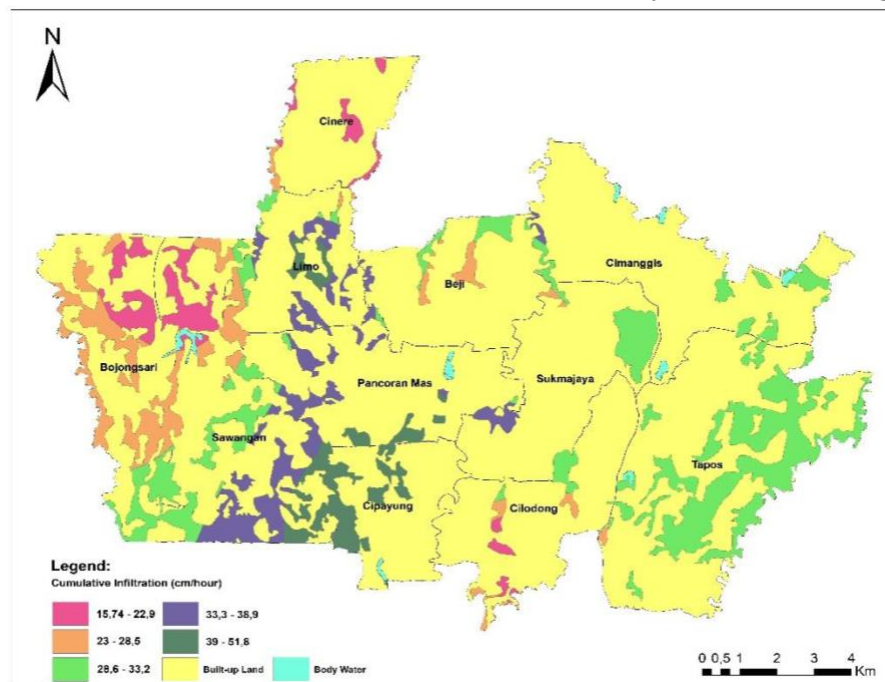 N
Cinere
Limo
Beji
Cimanggis
Bojongsari
Pancoran Mas
Sukmajaya
Sawangan
Tapos
Cipayung
Cilodong
Legend:
Cumulative Infiltration (cm/hour)
15,74 - 22,9
33,3 - 38,9
23 - 28,5
39 - 51,8
28,6 - 33,2
Built-up Land
Body Water
0 0,5 1 2 3 4
Km